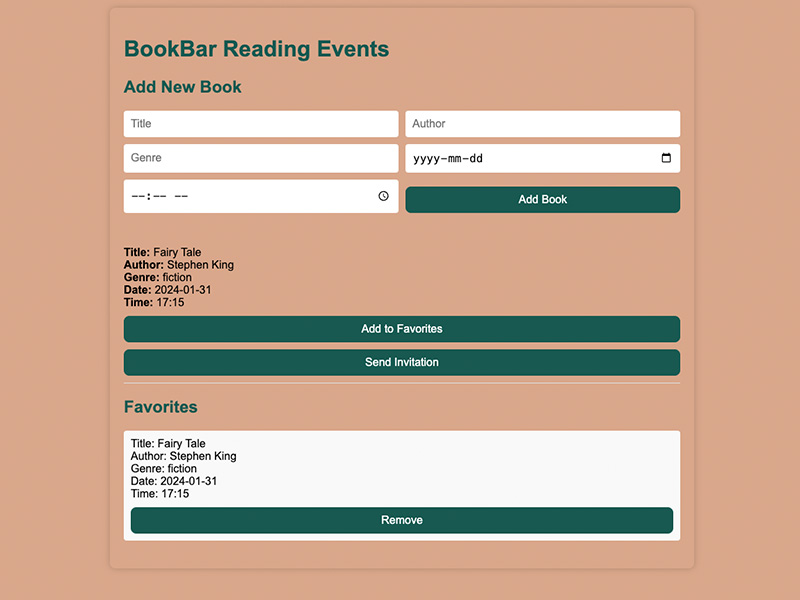 BookBar Reading Events
Add New Book
Title
Author
Genre
yyyy-mm-dd
--:-- --
Add Book
Title: Fairy Tale
Author: Stephen King
Genre: fiction
Date: 2024-01-31
Time: 17:15
Add to Favorites
Send Invitation
Favorites
Title: Fairy Tale
Author: Stephen King
Genre: fiction
Date: 2024-01-31
Time: 17:15
Remove